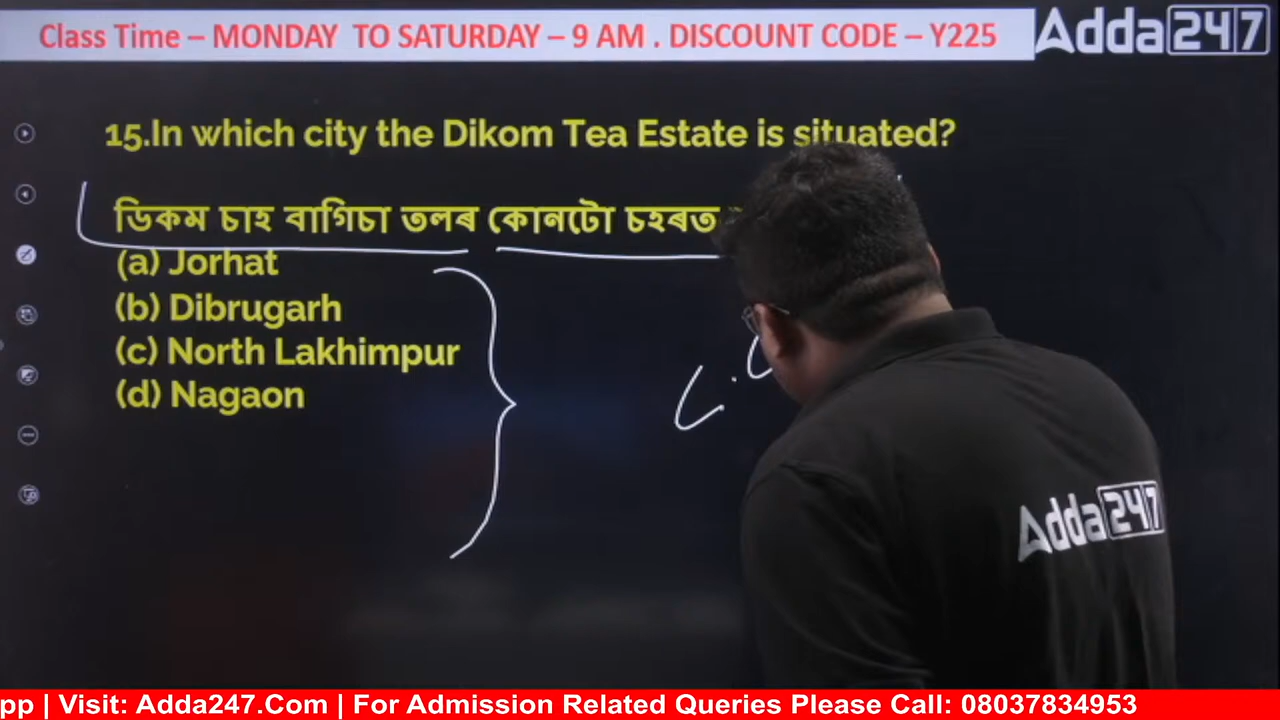 Class Time – MONDAY TO SATURDAY – 9 AM . DISCOUNT CODE – Y225
Adda247
15.In which city the Dikom Tea Estate is situated?
ডিকম চাহ বাগিচা তলৰ কোনটো চহৰত
(a) Jorhat
(b) Dibrugarh
(c) North Lakhimpur
(d) Nagaon
Adda247
pp | Visit: Adda247.Com | For Admission Related Queries Please Call: 08037834953